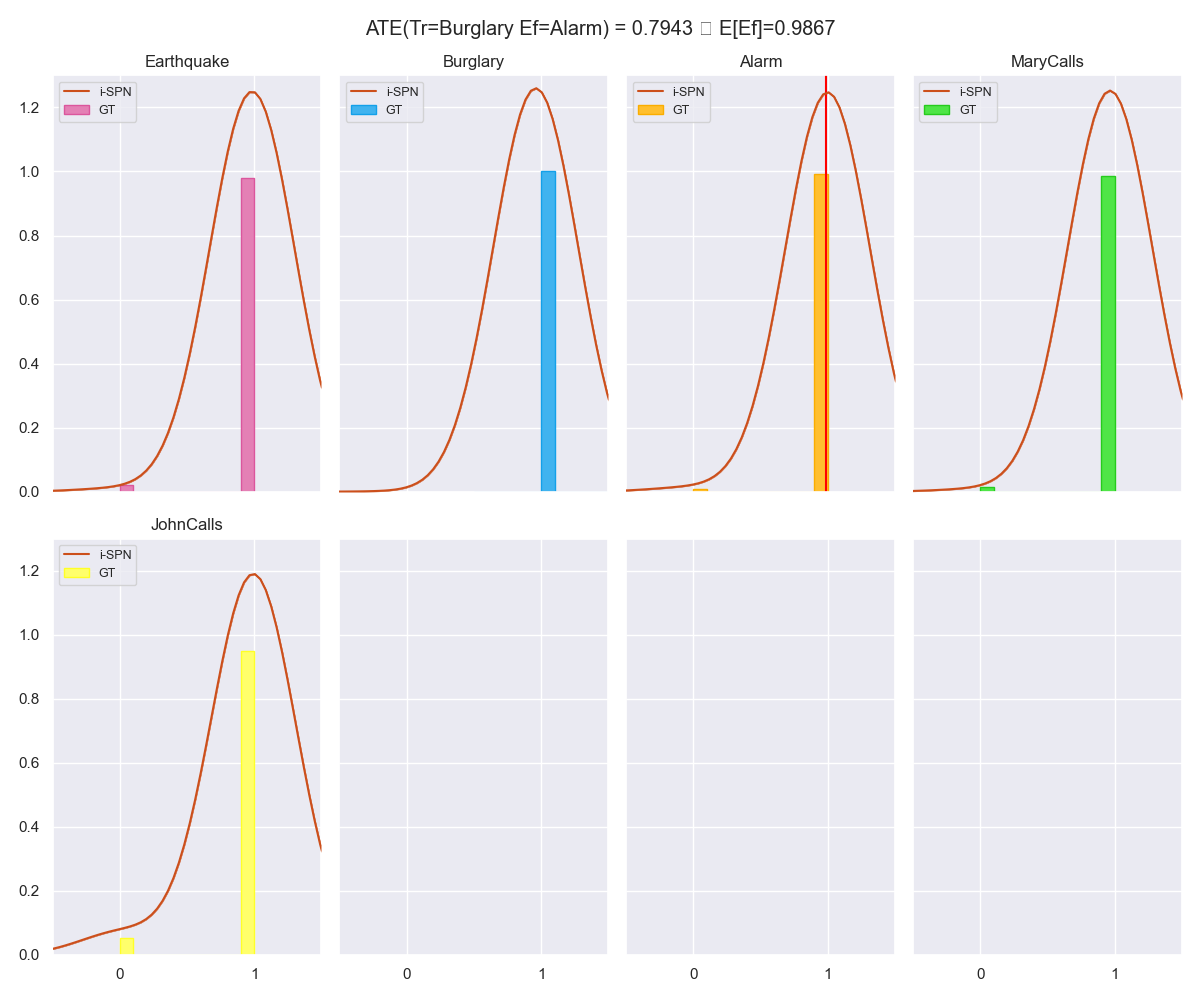 ATE(Tr=Burglary Ef=Alarm) = 0.7943 ▯ E[Ef]=0.9867
Earthquake
Burglary
Alarm
MaryCalls
i-SPN
GT
i-SPN
GT
i-SPN
GT
i-SPN
GT
1.2
1.0
0.8
0.6
0.4
0.2
0.0
JohnCalls
i-SPN
GT
1.2
1.0
0.8
0.6
0.4
0.2
0.0
0 1
0 1
0 1
0 1